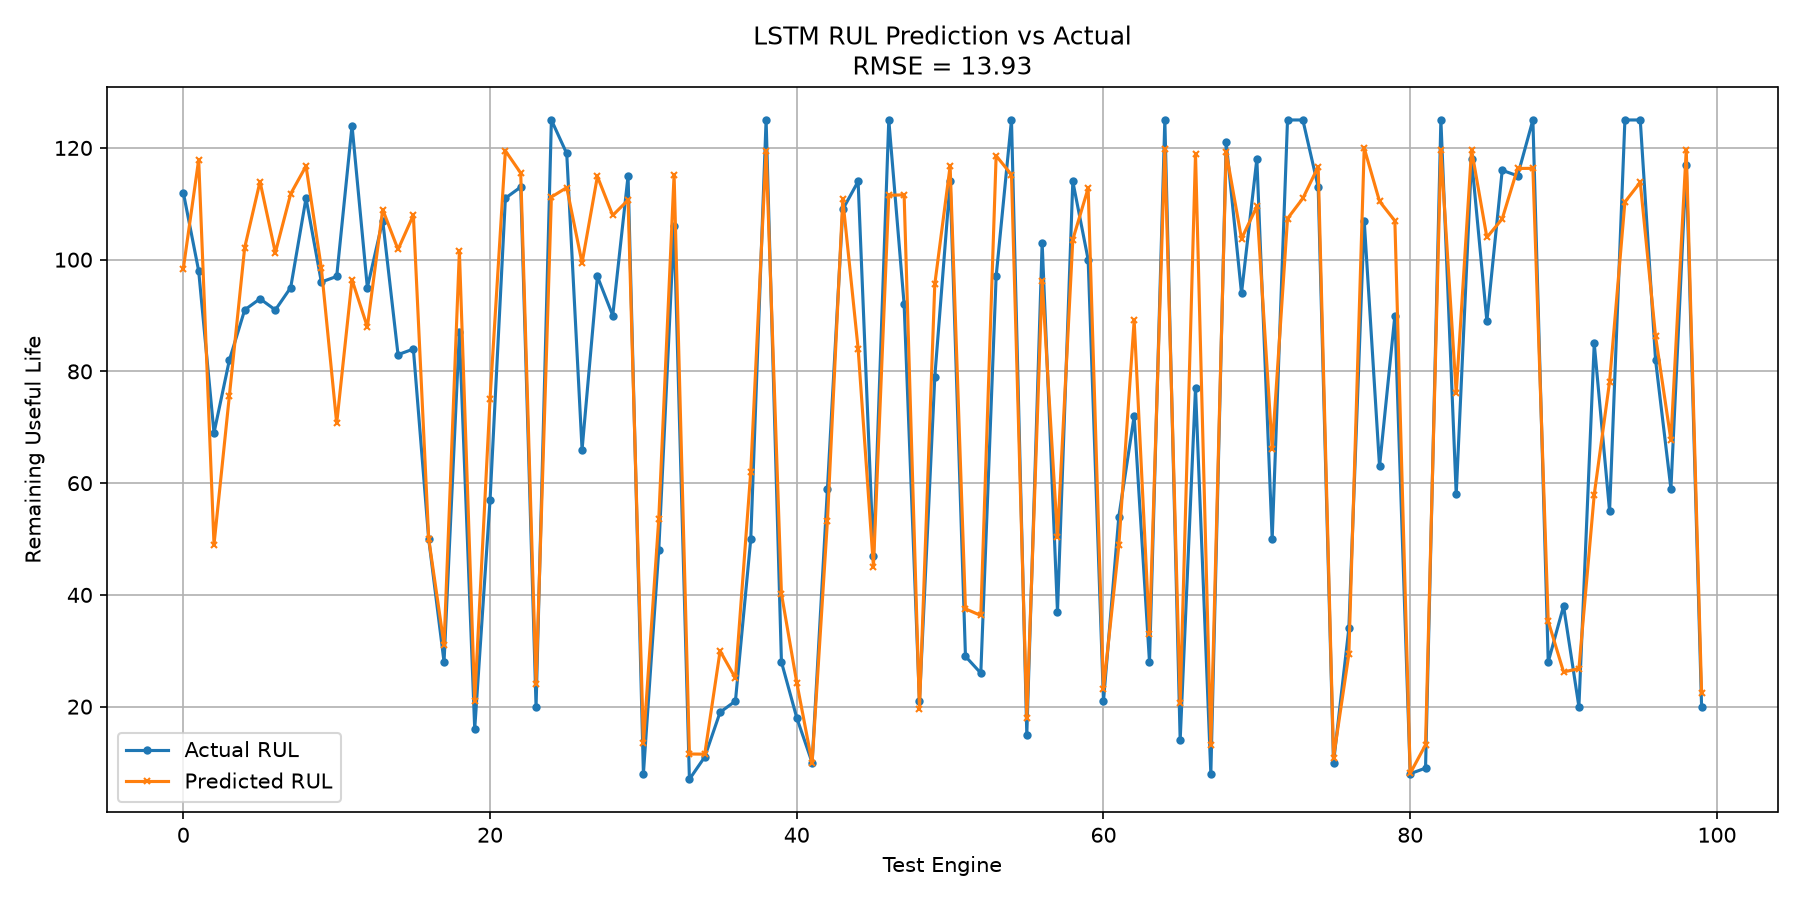 LSTM RUL Prediction vs Actual
RMSE = 13.93
120
100
80
60
40
20
Remaining Useful Life
Actual RUL
Predicted RUL
0 20 40 60 80 100
Test Engine